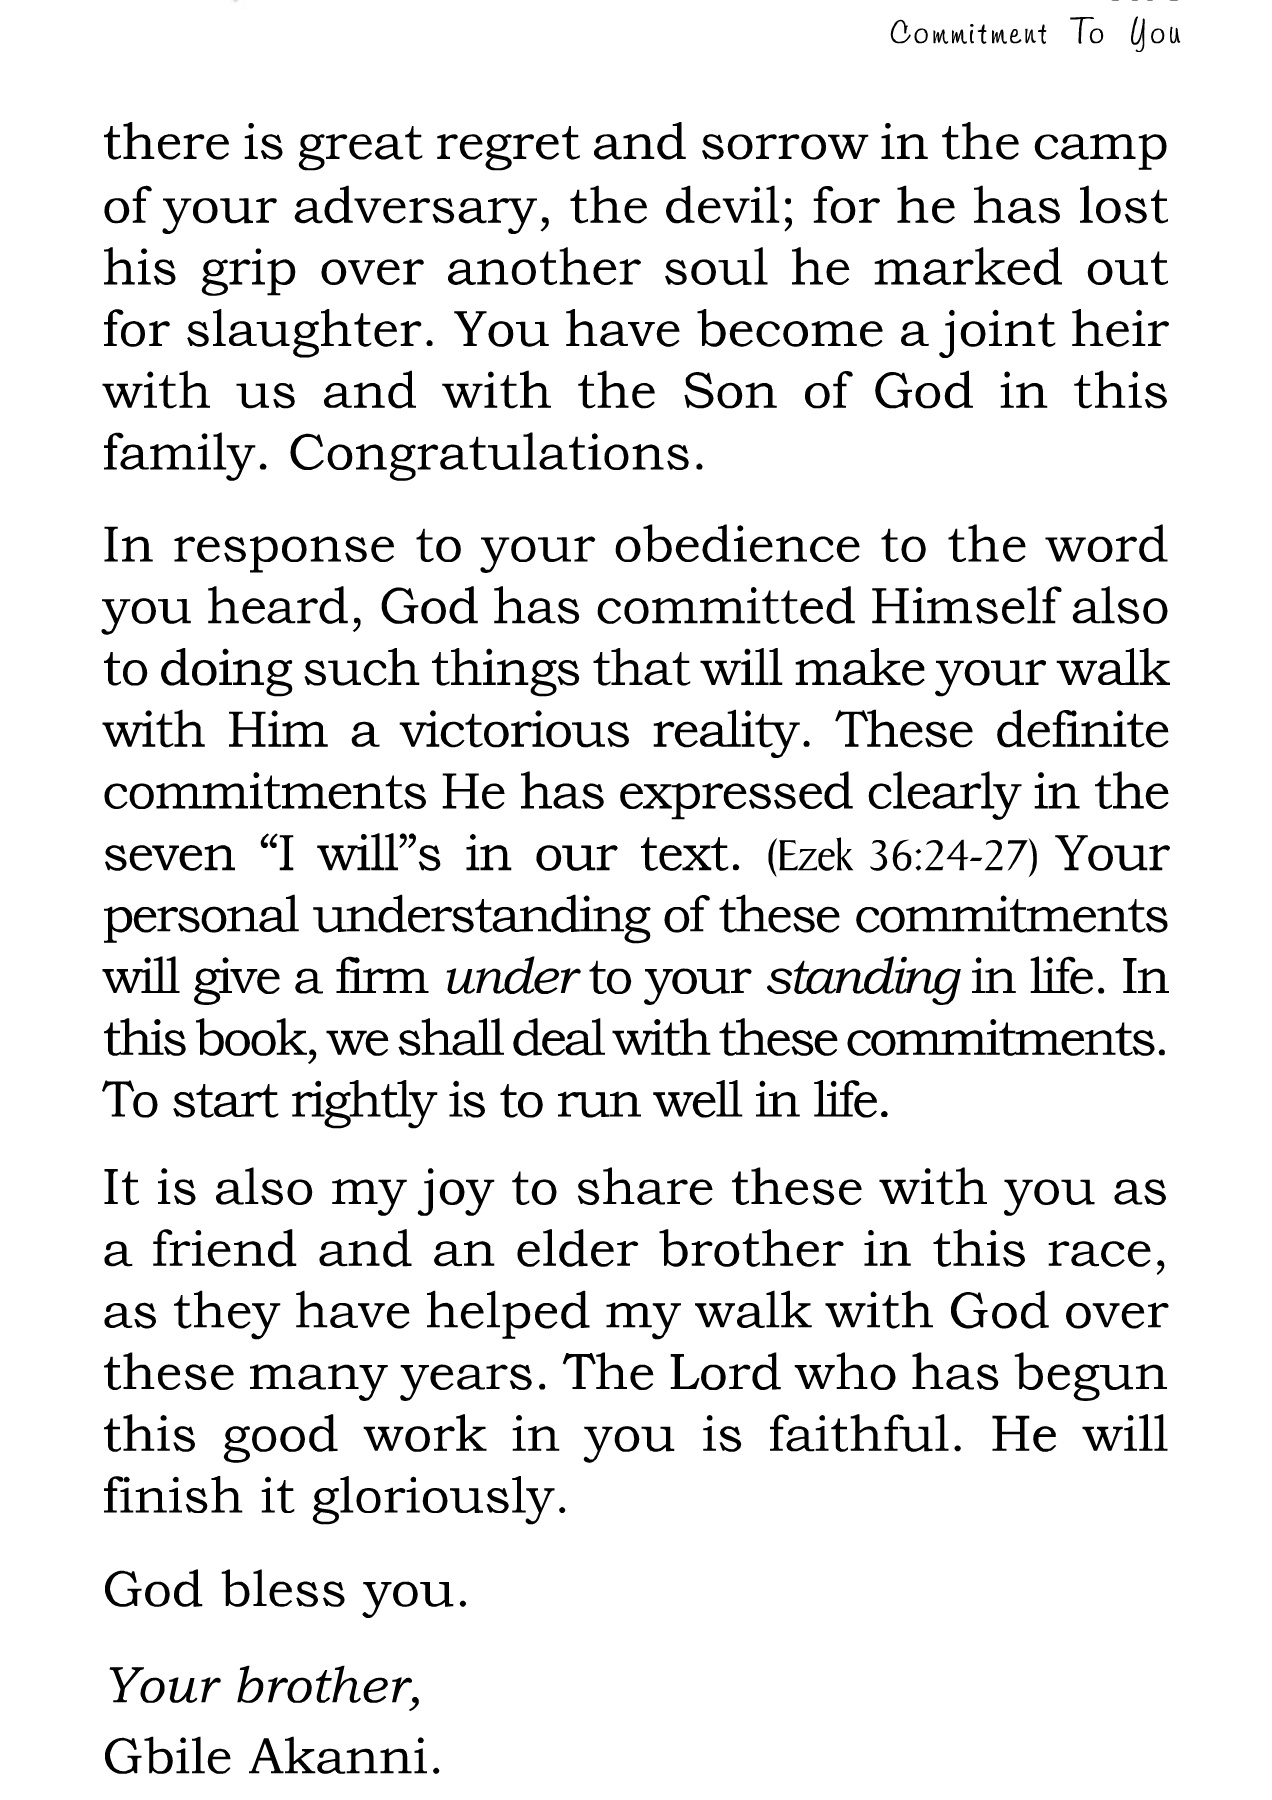 Commitment To You
there is great regret and sorrow in the camp
of your adversary, the devil; for he has lost
his grip over another soul he marked out
for slaughter. You have become a joint heir
with us and with the Son of God in this
family. Congratulations.
In response to your obedience to the word
you heard, God has committed Himself also
to doing such things that will make your walk
with Him a victorious reality. These definite
commitments He has expressed clearly in the
seven “I will”s in our text. (Ezek 36:24-27) Your
personal understanding of these commitments
will give a firm under to your standing in life. In
this book, we shall deal with these commitments.
To start rightly is to run well in life.
It is also my joy to share these with you as
a friend and an elder brother in this race,
as they have helped my walk with God over
these many years. The Lord who has begun
this good work in you is faithful. He will
finish it gloriously.
God bless you.
Your brother,
Gbile Akanni.